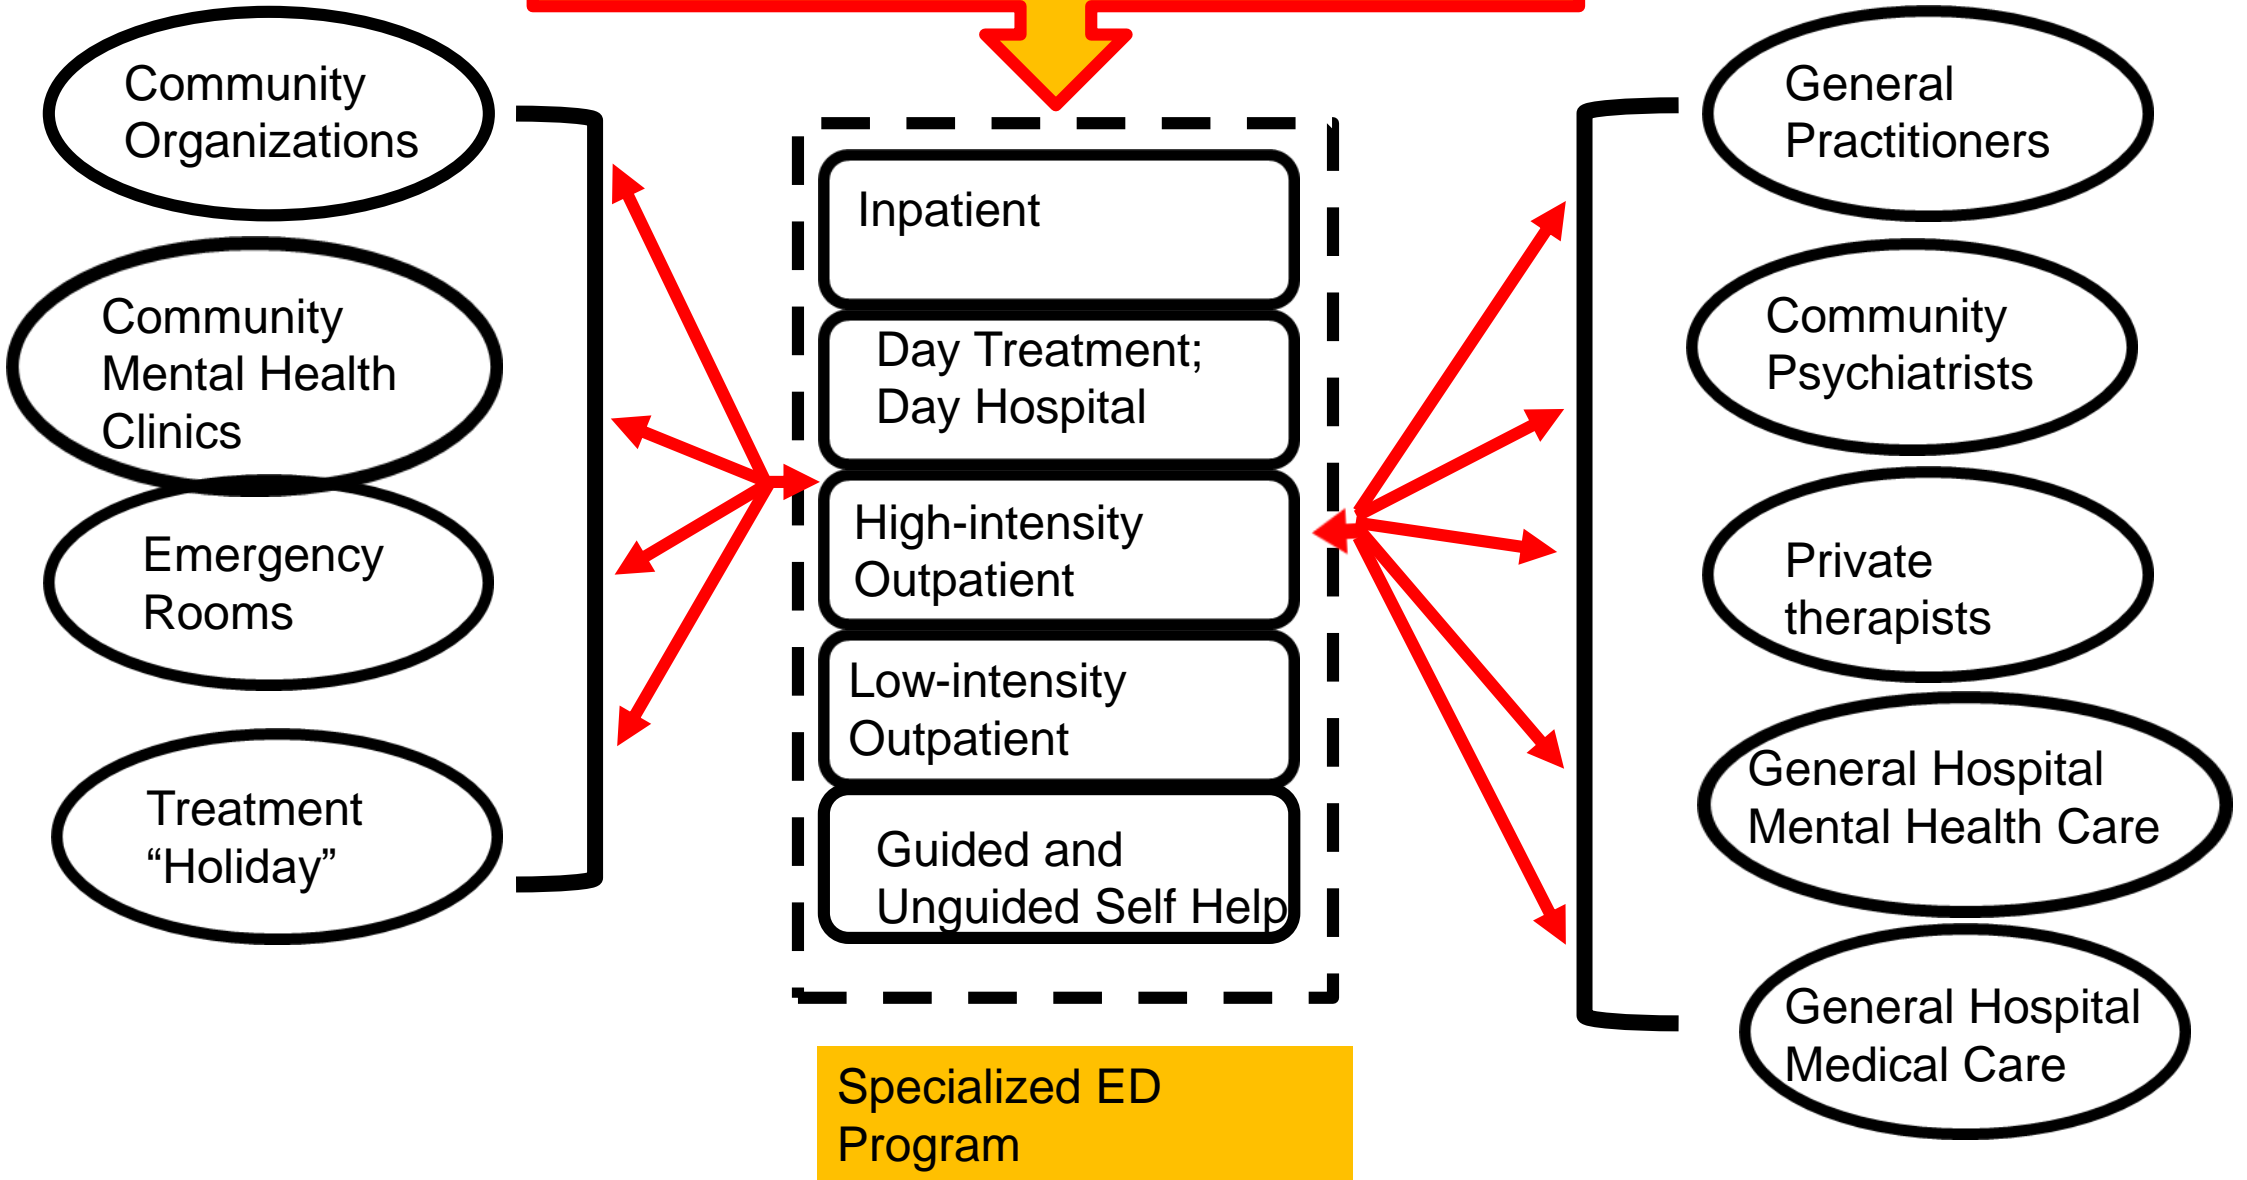 Community
Organizations
Community
Mental Health
Clinics
Emergency
Rooms
Treatment
“Holiday”
Inpatient
Day Treatment;
Day Hospital
High-intensity
Outpatient
Low-intensity
Outpatient
Guided and
Unguided Self Help
Specialized ED
Program
General
Practitioners
Community
Psychiatrists
Private
therapists
General Hospital
Mental Health Care
General Hospital
Medical Care